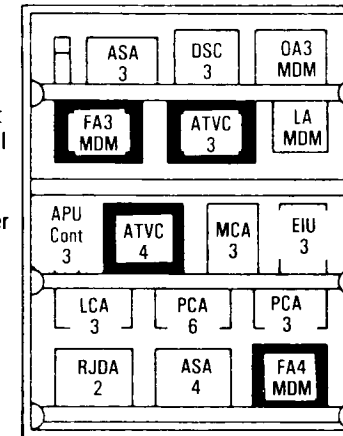 t
l
er
ASA
3
DSC
3
OA3
MDM
FA3
MDM
ATVC
3
LA
MDM
APU
Cont
3
ATVC
4
MCA
3
EIU
3
LCA
3
PCA
6
PCA
3
RJDA
2
ASA
4
FA4
MDM